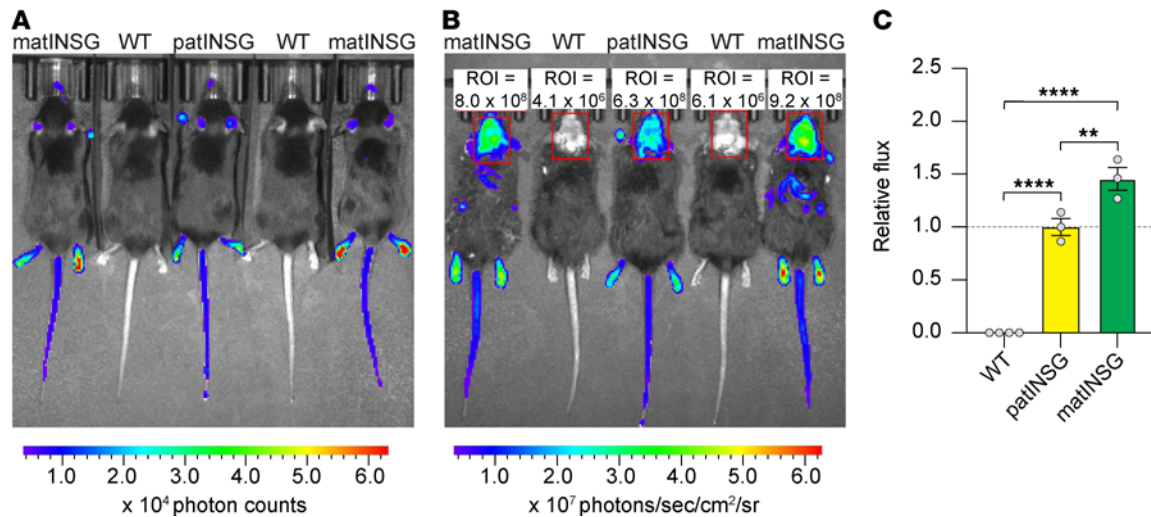 A
matINSG WT patINSG WT matINSG
1.0 2.0 3.0 4.0 5.0 6.0
x 10⁴ photon counts
B
matINSG WT patINSG WT matINSG
ROI = 8.0 x 10⁸
ROI = 4.1 x 10⁶
ROI = 6.3 x 10⁸
ROI = 6.1 x 10⁶
ROI = 9.2 x 10⁸
1.0 2.0 3.0 4.0 5.0 6.0
x 10⁷ photons/sec/cm²/sr
C
Relative flux
2.5
2.0
1.5
1.0
0.5
0.0
****
**
****
WT
patINSG
matINSG